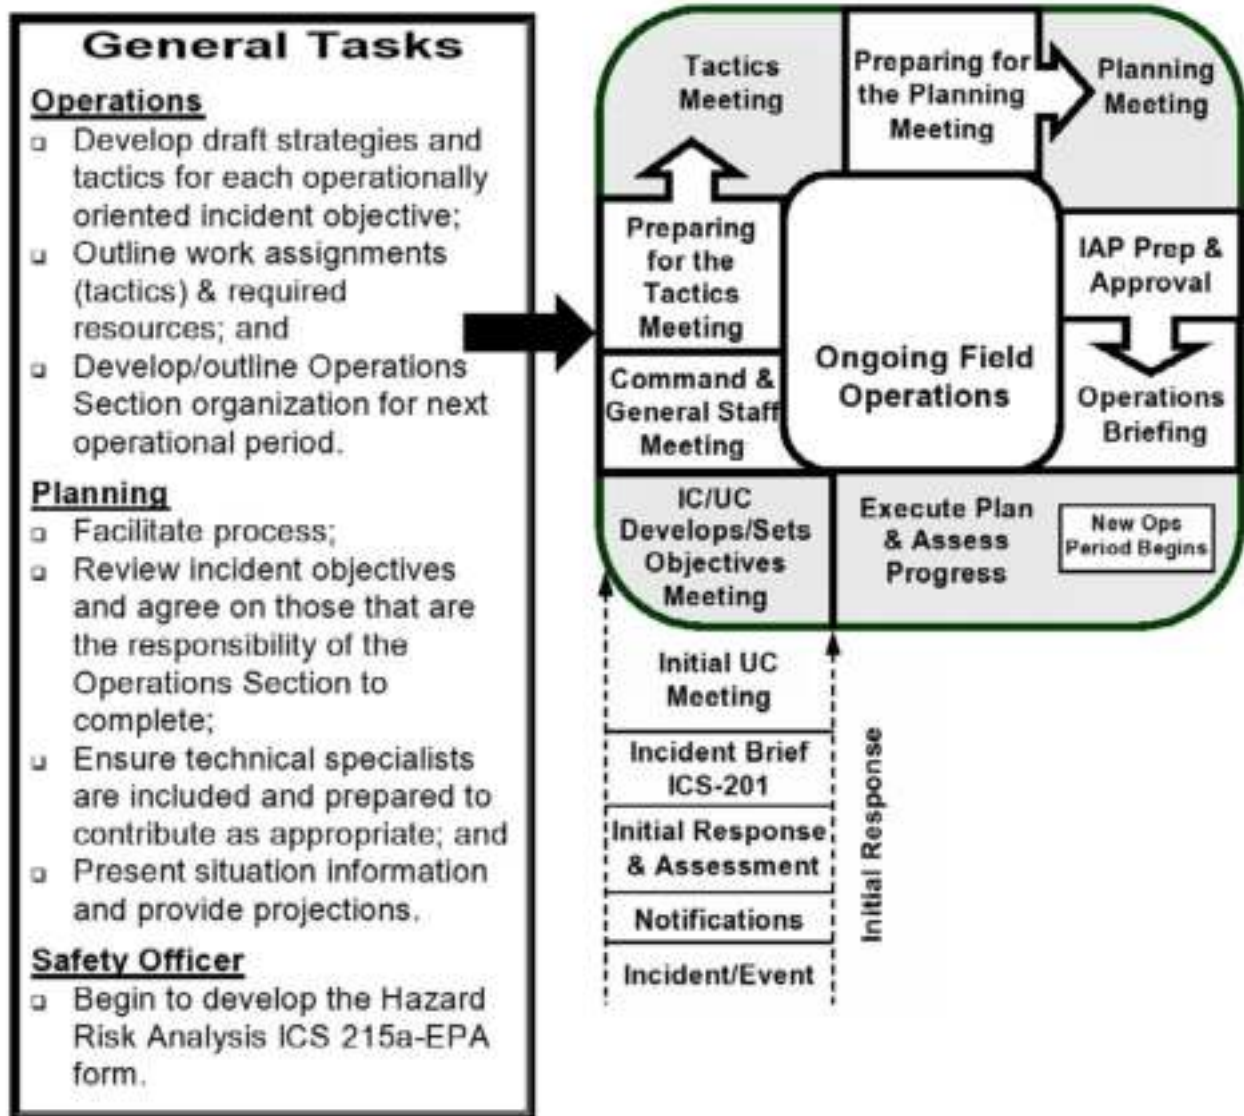 General Tasks
Operations
❑ Develop draft strategies and
tactics for each operationally
oriented incident objective;
❑ Outline work assignments
(tactics) & required
resources; and
❑ Develop/outline Operations
Section organization for next
operational period.
Planning
❑ Facilitate process;
❑ Review incident objectives
and agree on those that are
the responsibility of the
Operations Section to
complete;
❑ Ensure technical specialists
are included and prepared to
contribute as appropriate; and
❑ Present situation information
and provide projections.
Safety Officer
❑ Begin to develop the Hazard
Risk Analysis ICS 215a-EPA
form.
Tactics
Meeting
Preparing for
the Planning
Meeting
Planning
Meeting
Preparing
for the
Tactics
Meeting
IAP Prep &
Approval
Ongoing Field
Operations
Command &
General Staff
Meeting
Operations
Briefing
IC/UC
Develops/Sets
Objectives
Meeting
Execute Plan
& Assess
Progress
New Ops
Period Begins
Initial UC
Meeting
Incident Brief
ICS-201
Initial Response
& Assessment
Notifications
Incident/Event
Initial Response